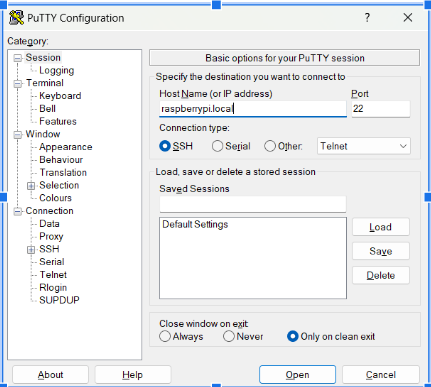 PuTTY Configuration
Category:
Session
Logging
Terminal
Keyboard
Bell
Features
Window
Appearance
Behaviour
Translation
Selection
Colours
Connection
Data
Proxy
SSH
Serial
Telnet
Rlogin
SUPDUP
Basic options for your PuTTY session
Specify the destination you want to connect to
Host Name (or IP address) Port
raspberrypi.local 22
Connection type:
SSH Serial Other: Telnet
Load, save or delete a stored session
Saved Sessions
Default Settings
Load
Save
Delete
Close window on exit:
Always Never Only on clean exit
About Help Open Cancel